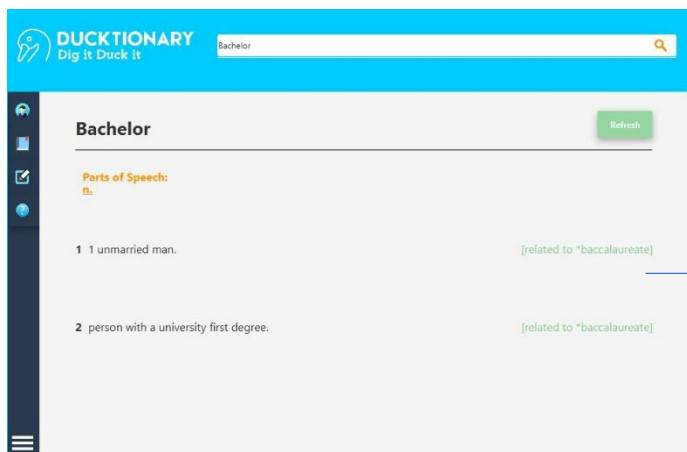 DUCKTIONARY
Dig it Duck it
Bachelor
Bachelor
Refresh
Parts of Speech:
n.
1 1 unmarried man. [related to *baccalaureate]
2 person with a university first degree. [related to *baccalaureate]